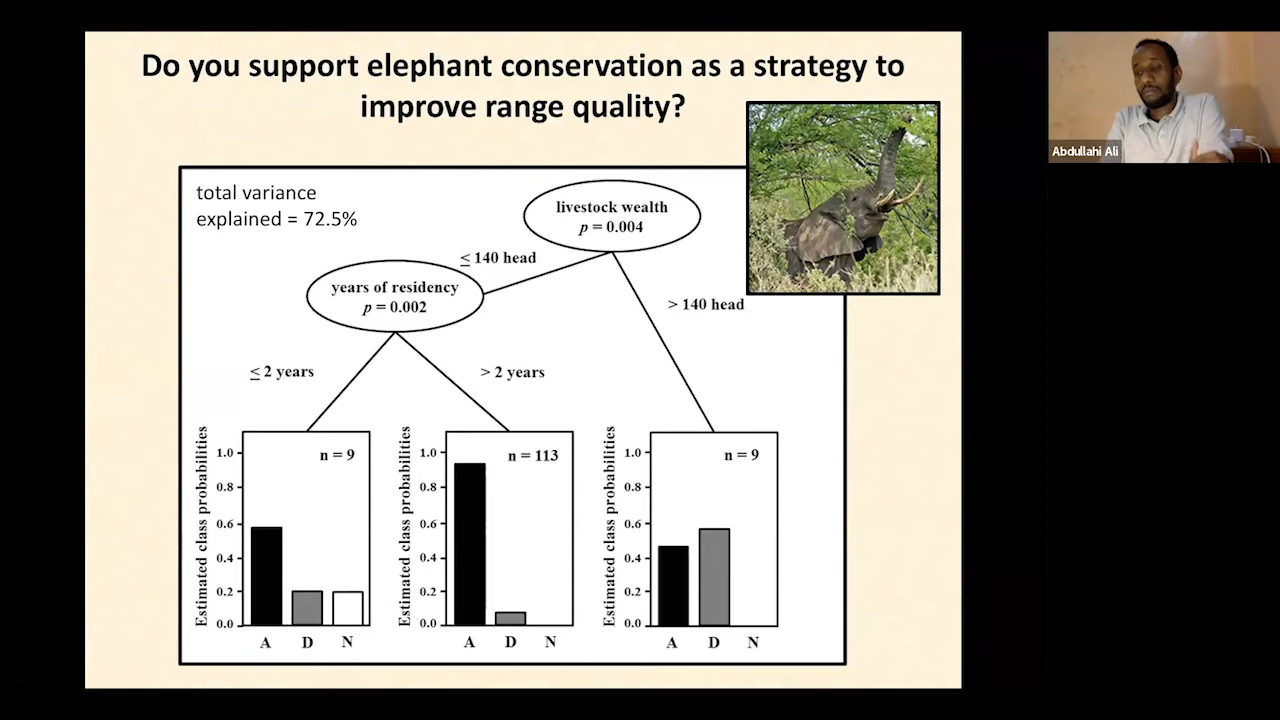 Do you support elephant conservation as a strategy to
improve range quality?
Abdullahi Ali
total variance
explained = 72.5%
livestock wealth
p = 0.004
≤ 140 head
> 140 head
years of residency
p = 0.002
≤ 2 years
> 2 years
Estimated class probabilities
1.0
0.8
0.6
0.4
0.2
0.0
n = 9
A D N
Estimated class probabilities
1.0
0.8
0.6
0.4
0.2
0.0
n = 113
A D N
Estimated class probabilities
1.0
0.8
0.6
0.4
0.2
0.0
n = 9
A D N